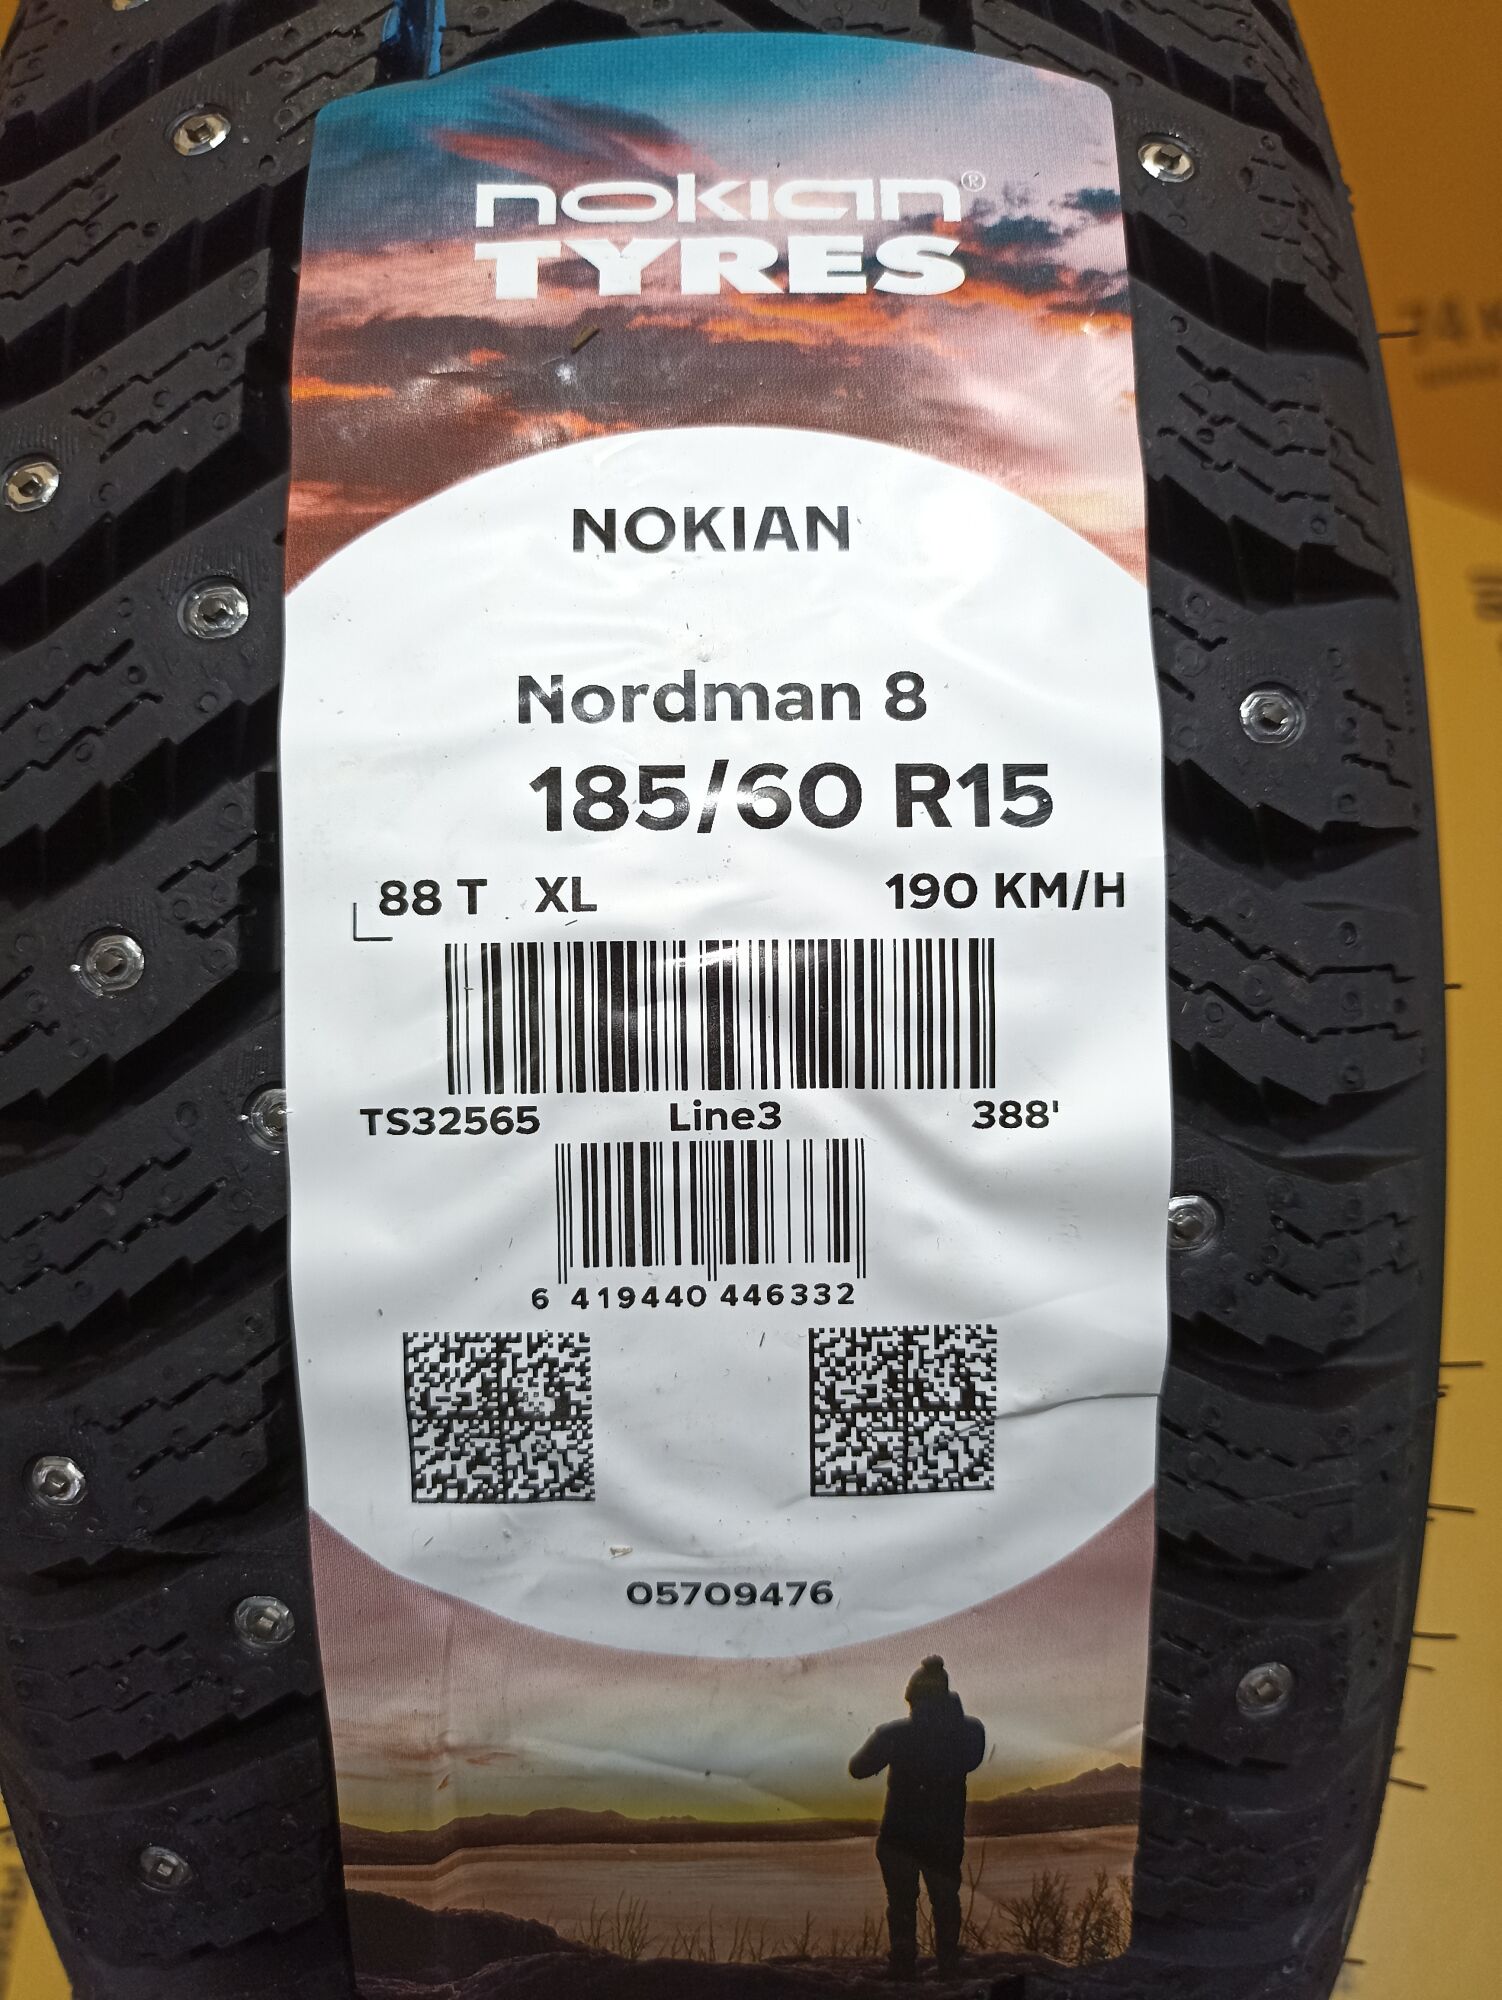 nokian®
TYRES
NOKIAN
Nordman 8
185/60 R15
88 T XL 190 KM/H
TS32565 Line3 388'
6 419440 446332
05709476